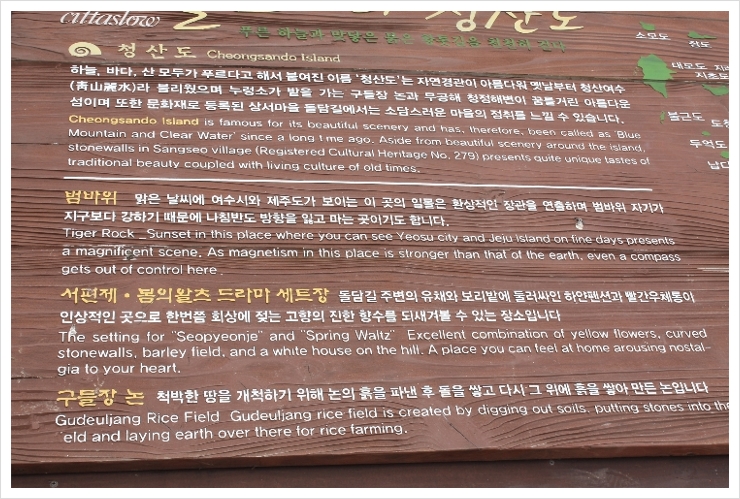 cittaslow
청산도
푸른
청산도 Cheongsando Island
하늘, 바다, 산 모두가 푸르다고 해서 붙여진 이름 '청산도'는 자연경관이 아름다워 옛날부터 청산여수
(靑山麗水)라 불리웠으며 누렁소가 밭을 가는 구들장 논과 무공해 청정해변이 꿈틀거린 아름다운
섬이며 또한 문화재로 등록된 상서마을 돌담길에서는 소담스러운 마을의 정취를 느낄 수 있습니다.
Cheongsando Island is famous for its beautiful scenery and has, therefore, been called as 'Blue
Mountain and Clear Water' since a long t me ago. Aside from beautiful scenery around the island,
stonewalls in Sangseo village (Registered Cultural Heritage No. 279) presents quite unique tastes of
traditional beauty coupled with living culture of old times.
범바위 맑은 날씨에 여수시와 제주도가 보이는 이 곳의 일몰은 환상적인 장관을 연출하며 범바위 자기가
지구보다 강하기 때문에 나침반도 방향을 잃고 마는 곳이기도 합니다.
Tiger Rock Sunset in this place where you can see Yeosu city and Jeju island on fine days presents
a magnificent scene. As magnetism in this place is stronger than that of the earth, even a compass
gets out of control here.
서편제 · 봄의왈츠 드라마 세트장 돌담길 주변의 유채와 보리밭에 둘러싸인 하얀펜션과 빨간우체통이
인상적인 곳으로 한번쯤 회상에 젖는 고향의 진한 향수를 되새겨볼 수 있는 장소입니다
The setting for "Seopyeonje" and "Spring Waltz" Excellent combination of yellow flowers, curved
stonewalls, barley field, and a white house on the hill. A place you can feel at home arousing nostal-
gia to your heart.
구들장 논 척박한 땅을 개척하기 위해 논의 흙을 파낸 후 돌을 쌓고 다시 그 위에 흙을 쌓아 만든 논입니다
Gudeuljang Rice Field Gudeuljang rice field is created by digging out soils, putting stones into the
eld and laying earth over there for rice farming.
소모도
대모도
지초도
불근도
두억도